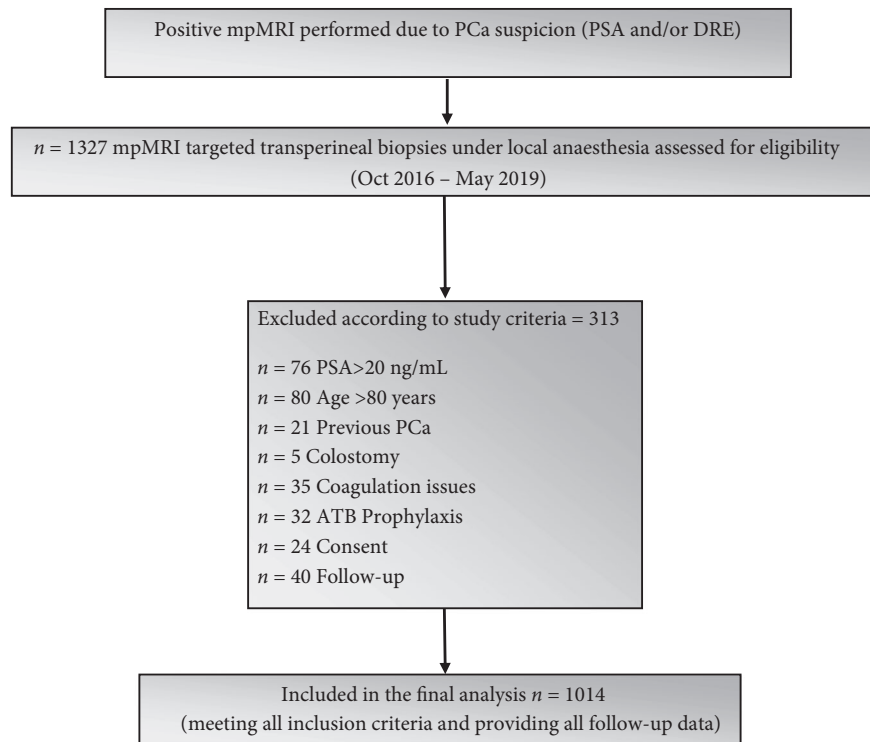 Positive mpMRI performed due to PCa suspicion (PSA and/or DRE)
n = 1327 mpMRI targeted transperineal biopsies under local anaesthesia assessed for eligibility
(Oct 2016 – May 2019)
Excluded according to study criteria = 313
n = 76 PSA>20 ng/mL
n = 80 Age >80 years
n = 21 Previous PCa
n = 5 Colostomy
n = 35 Coagulation issues
n = 32 ATB Prophylaxis
n = 24 Consent
n = 40 Follow-up
Included in the final analysis n = 1014
(meeting all inclusion criteria and providing all follow-up data)